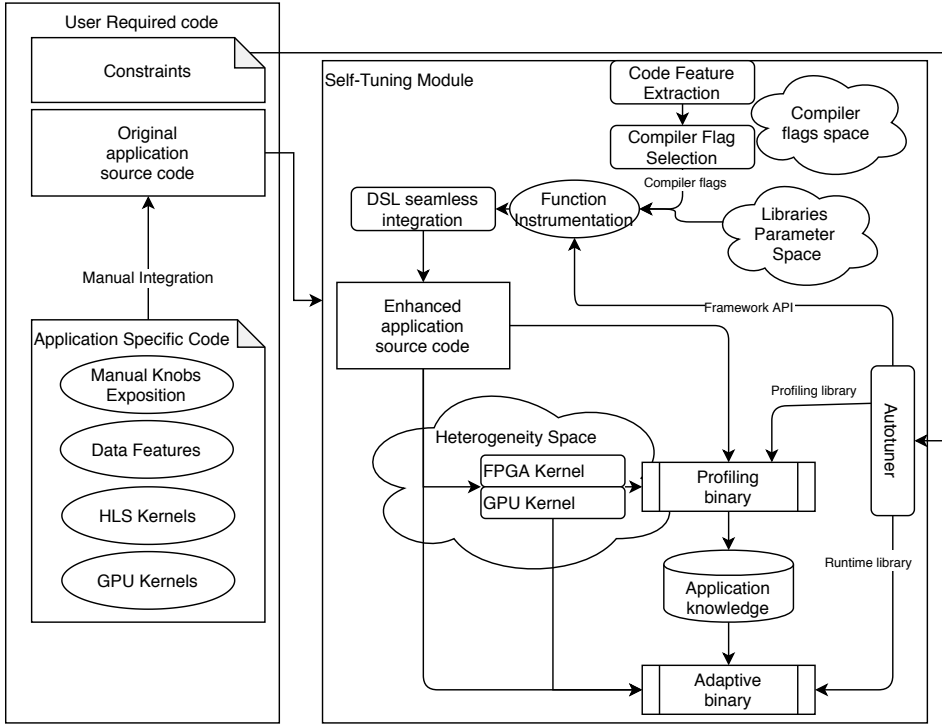 User Required code
Constraints
Original
application
source code
Manual Integration
Application Specific Code
Manual Knobs
Exposition
Data Features
HLS Kernels
GPU Kernels
Self-Tuning Module
Code Feature
Extraction
Compiler Flag
Selection
Compiler
flags space
Compiler flags
DSL seamless
integration
Function
Instrumentation
Libraries
Parameter
Space
Enhanced
application
source code
Framework API
Profiling library
Autotuner
Heterogeneity Space
FPGA Kernel
GPU Kernel
Profiling
binary
Runtime library
Application
knowledge
Adaptive
binary